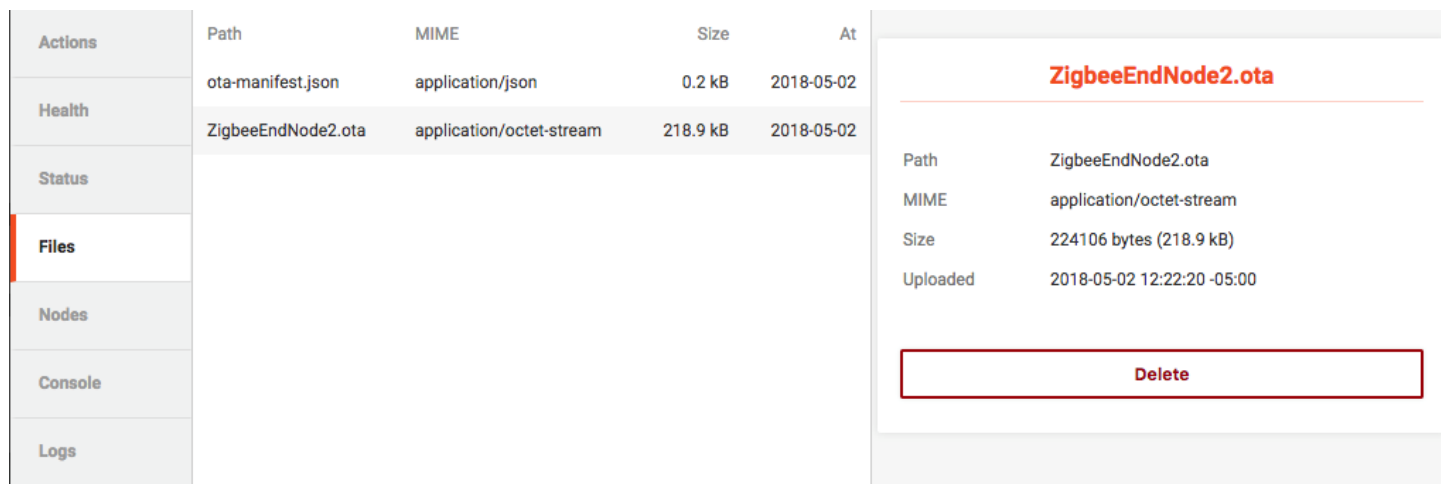 Actions
Health
Status
Files
Nodes
Console
Logs
Path MIME Size At
ota-manifest.json application/json 0.2 kB 2018-05-02
ZigbeeEndNode2.ota application/octet-stream 218.9 kB 2018-05-02
ZigbeeEndNode2.ota
Path ZigbeeEndNode2.ota
MIME application/octet-stream
Size 224106 bytes (218.9 kB)
Uploaded 2018-05-02 12:22:20 -05:00
Delete